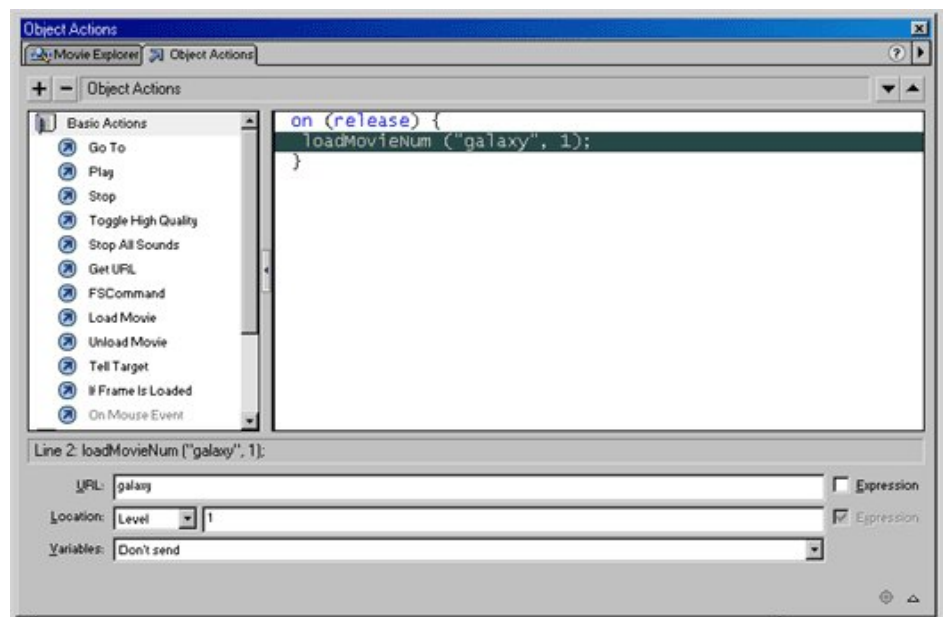 Object Actions
Movie Explorer Object Actions ?
+ - Object Actions
Basic Actions
Go To
Play
Stop
Toggle High Quality
Stop All Sounds
Get URL
FSCommand
Load Movie
Unload Movie
Tell Target
If Frame Is Loaded
On Mouse Event
on (release) {
loadMovieNum ("galaxy", 1);
}
Line 2: loadMovieNum ("galaxy", 1);
URL: galaxy Expression
Location: Level 1 Expression
Variables: Don't send